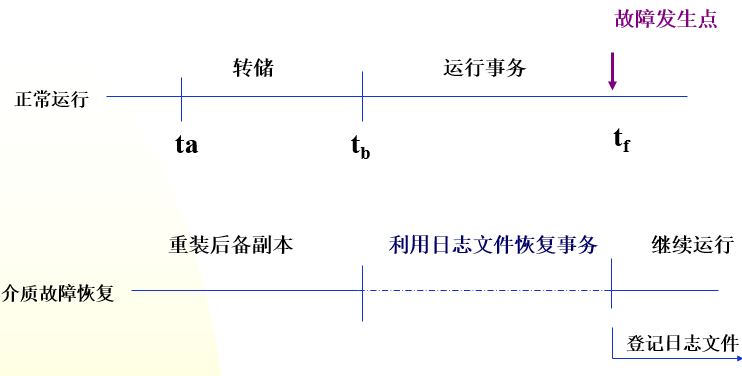 故障发生点
转储
运行事务
正常运行
ta
tb
tf
重装后备副本
利用日志文件恢复事务
继续运行
介质故障恢复
登记日志文件